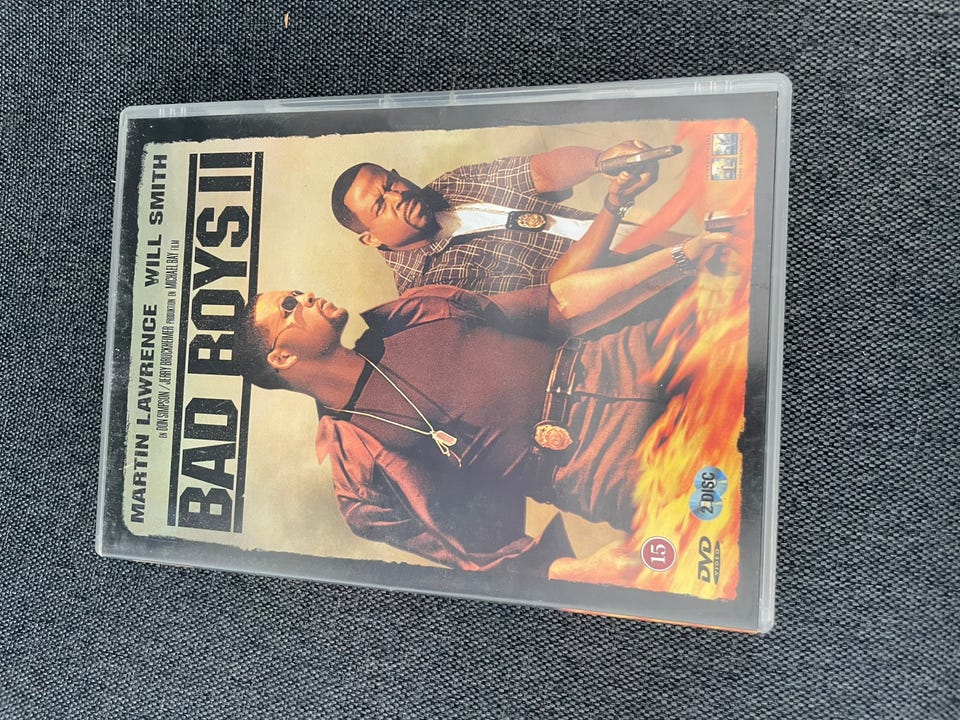 MARTIN LAWRENCE WILL SMITH
EN DON SIMPSON/JERRY BRUCKHEIMER PRODUKTION EN MICHAEL BAY FILM
BAD BOYS II
15
2 DISC
DVD
VIDEO